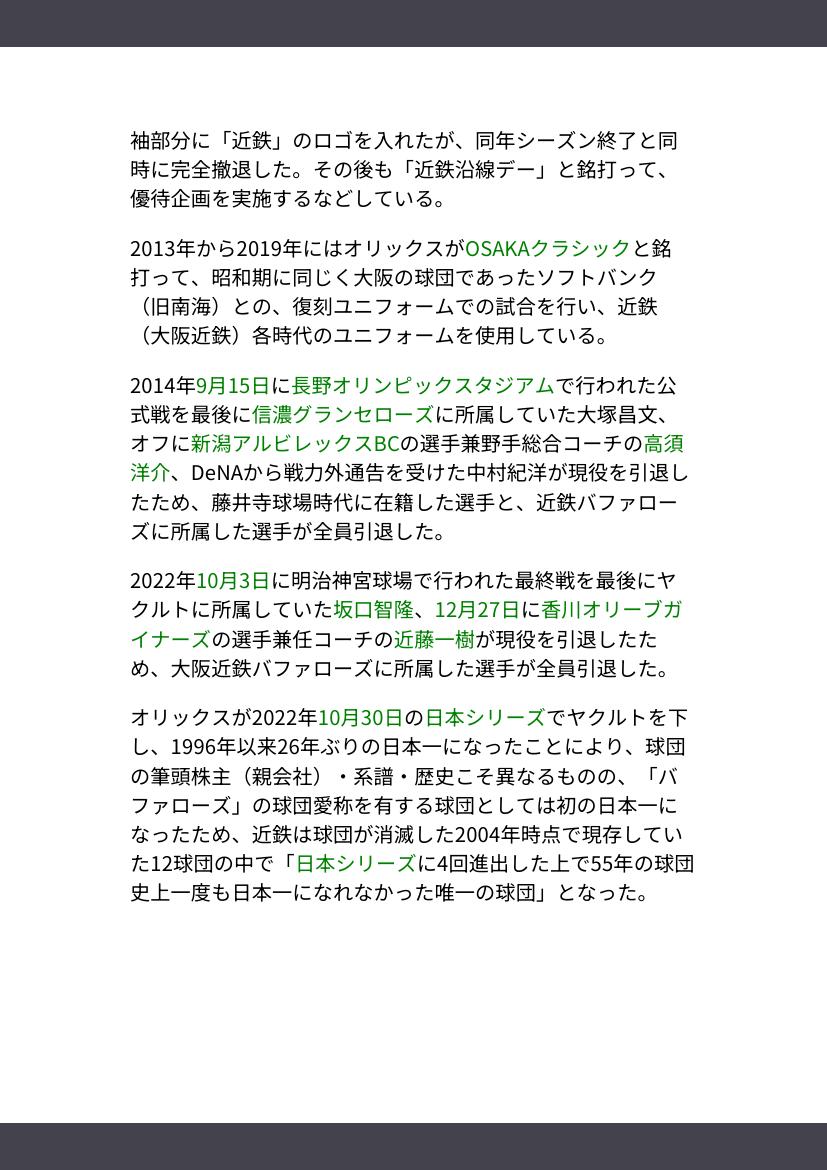 袖部分に「近鉄」のロゴを入れたが、同年シーズン終了と同
時に完全撤退した。その後も「近鉄沿線デー」と銘打って、
優待企画を実施するなどしている。
2013年から2019年にはオリックスがOSAKAクラシックと銘
打って、昭和期に同じく大阪の球団であったソフトバンク
（旧南海）との、復刻ユニフォームでの試合を行い、近鉄
（大阪近鉄）各時代のユニフォームを使用している。
2014年9月15日に長野オリンピックスタジアムで行われた公
式戦を最後に信濃グランセローズに所属していた大塚昌文、
オフに新潟アルビレックスBCの選手兼野手総合コーチの高須
洋介、DeNAから戦力外通告を受けた中村紀洋が現役を引退し
たため、藤井寺球場時代に在籍した選手と、近鉄バファロー
ズに所属した選手が全員引退した。
2022年10月3日に明治神宮球場で行われた最終戦を最後にヤ
クルトに所属していた坂口智隆、12月27日に香川オリーブガ
イナーズの選手兼任コーチの近藤一樹が現役を引退したた
め、大阪近鉄バファローズに所属した選手が全員引退した。
オリックスが2022年10月30日の日本シリーズでヤクルトを下
し、1996年以来26年ぶりの日本一になったことにより、球団
の筆頭株主（親会社）・系譜・歴史こそ異なるものの、「バ
ファローズ」の球団愛称を有する球団としては初の日本一に
なったため、近鉄は球団が消滅した2004年時点で現存してい
た12球団の中で「日本シリーズに4回進出した上で55年の球団
史上一度も日本一になれなかった唯一の球団」となった。